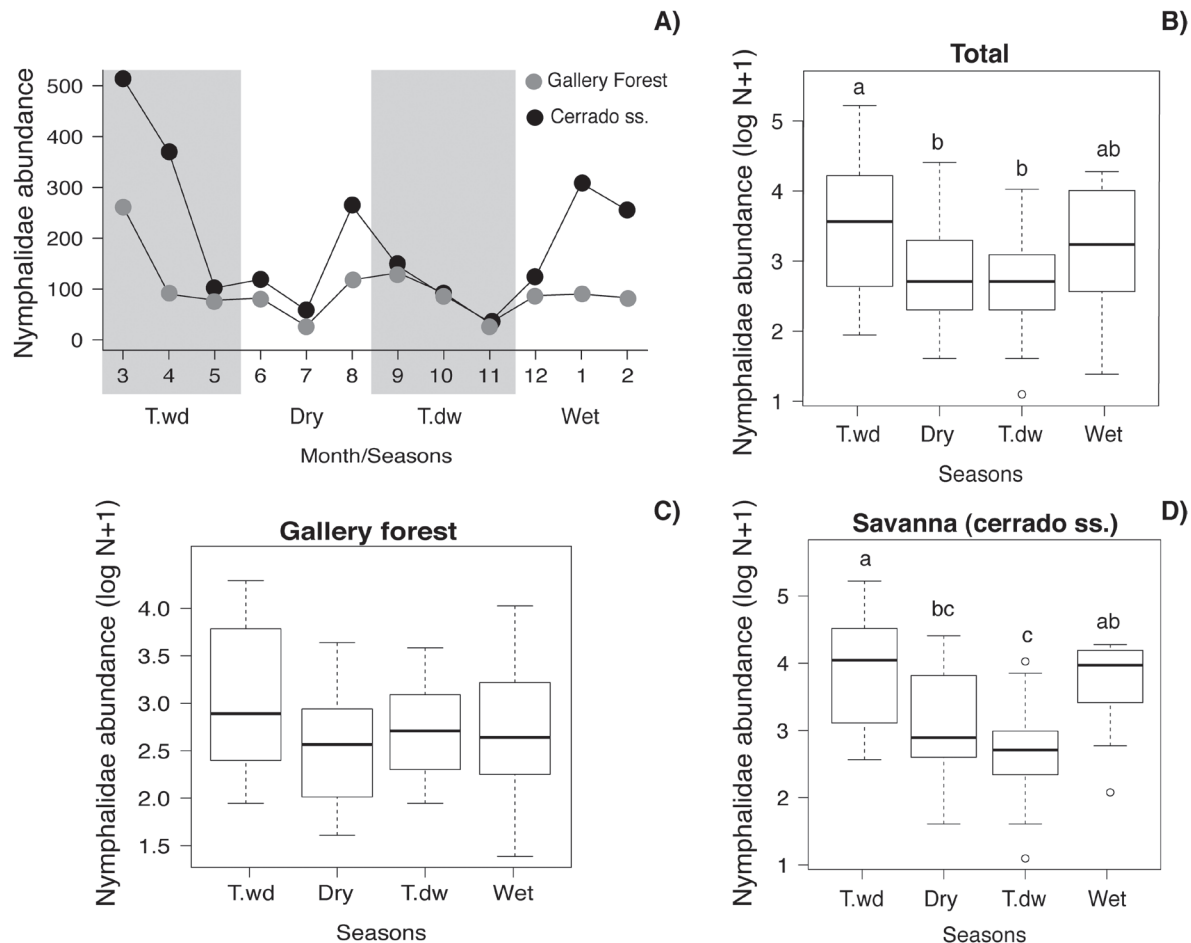 A)
Nymphalidae abundance
500
400
300
200
100
0
Gallery Forest
Cerrado ss.
3 4 5 6 7 8 9 10 11 12 1 2
T.wd Dry T.dw Wet
Month/Seasons
B)
Total
Nymphalidae abundance (log N+1)
5
4
3
2
1
a b b ab
T.wd Dry T.dw Wet
Seasons
C)
Gallery forest
Nymphalidae abundance (log N+1)
4.0
3.5
3.0
2.5
2.0
1.5
T.wd Dry T.dw Wet
Seasons
D)
Savanna (cerrado ss.)
Nymphalidae abundance (log N+1)
5
4
3
2
1
a bc c ab
T.wd Dry T.dw Wet
Seasons